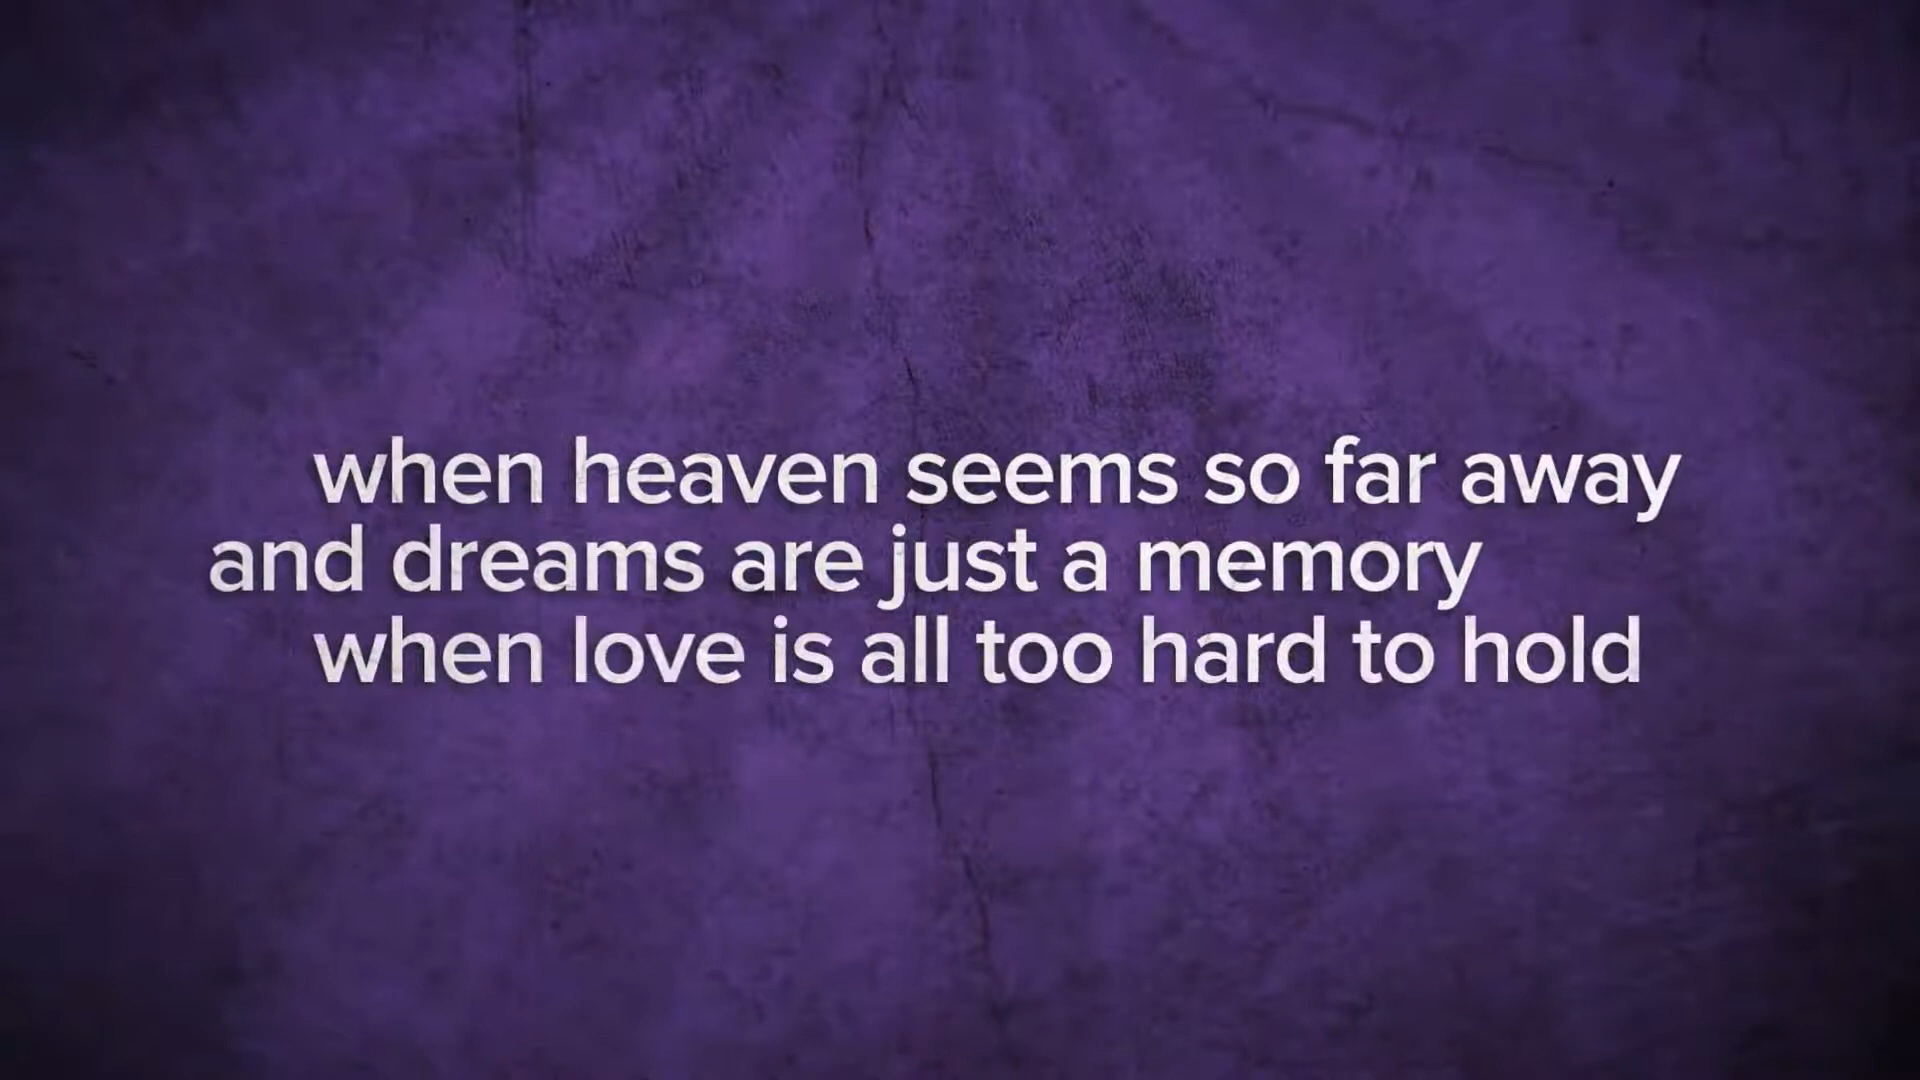 when heaven seems so far away
and dreams are just a memory
when love is all too hard to hold